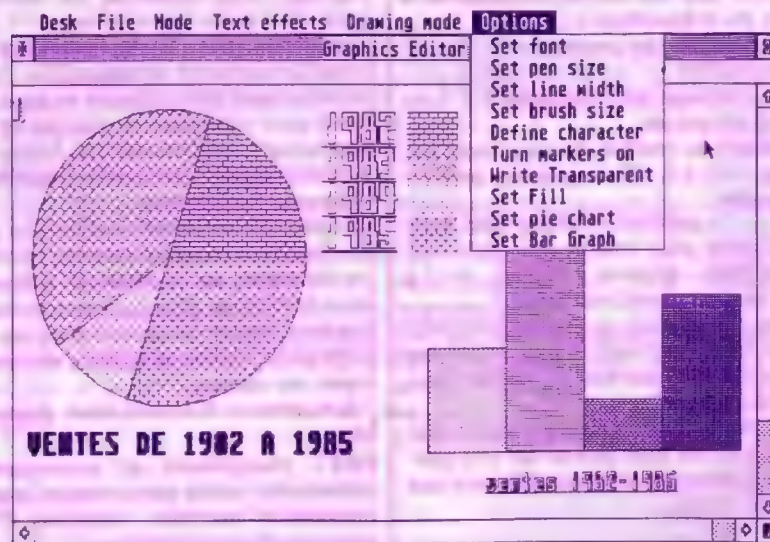 Desk File Mode Text effects Drawing mode Options
Graphics Editor
Set font
Set pen size
Set line width
Set brush size
Define character
Turn markers on
Write Transparent
Set Fill
Set pie chart
Set Bar Graph
1982
1983
1984
1985
VENTES DE 1982 A 1985